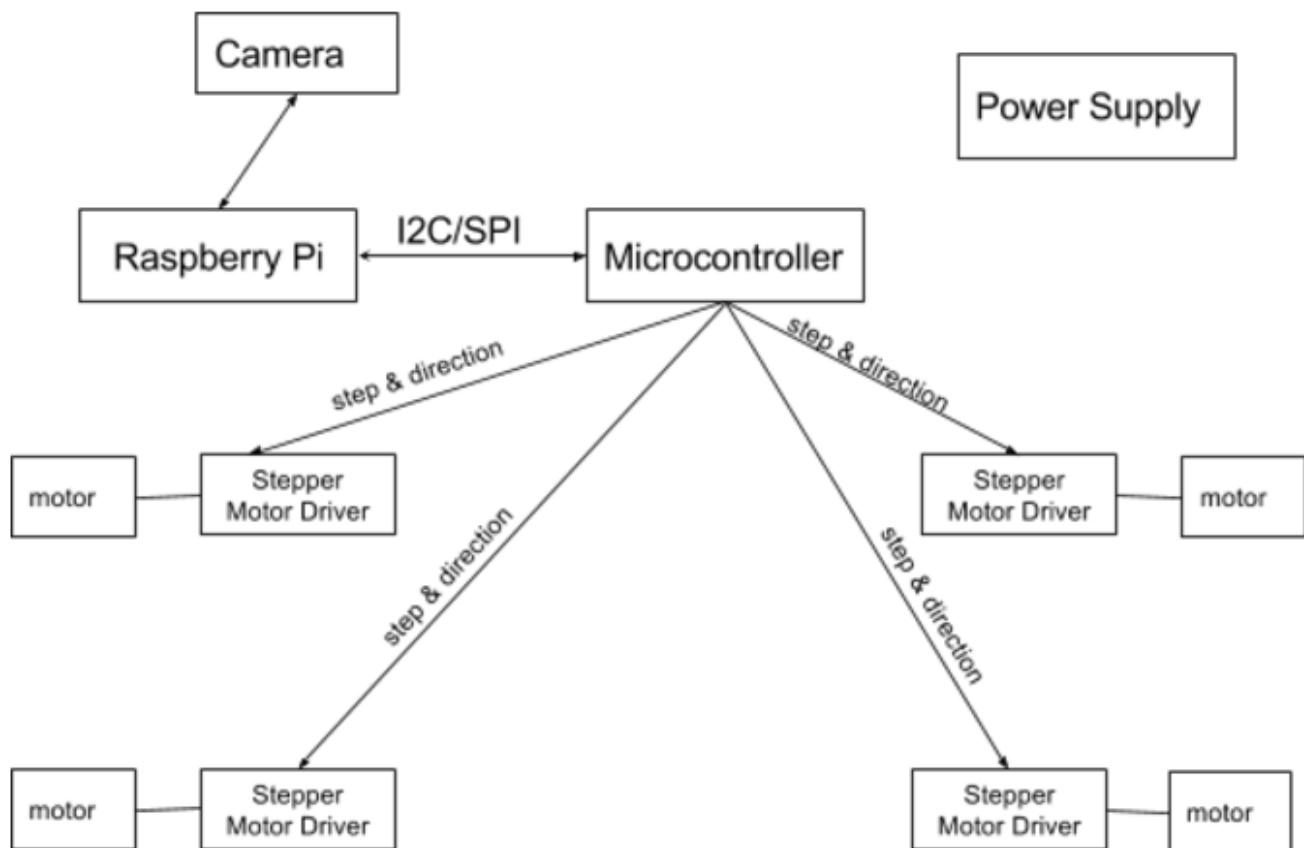 Camera
Power Supply
Raspberry Pi
I2C/SPI
Microcontroller
step & direction
step & direction
motor
Stepper
Motor Driver
Stepper
Motor Driver
motor
step & direction
step & direction
motor
Stepper
Motor Driver
Stepper
Motor Driver
motor